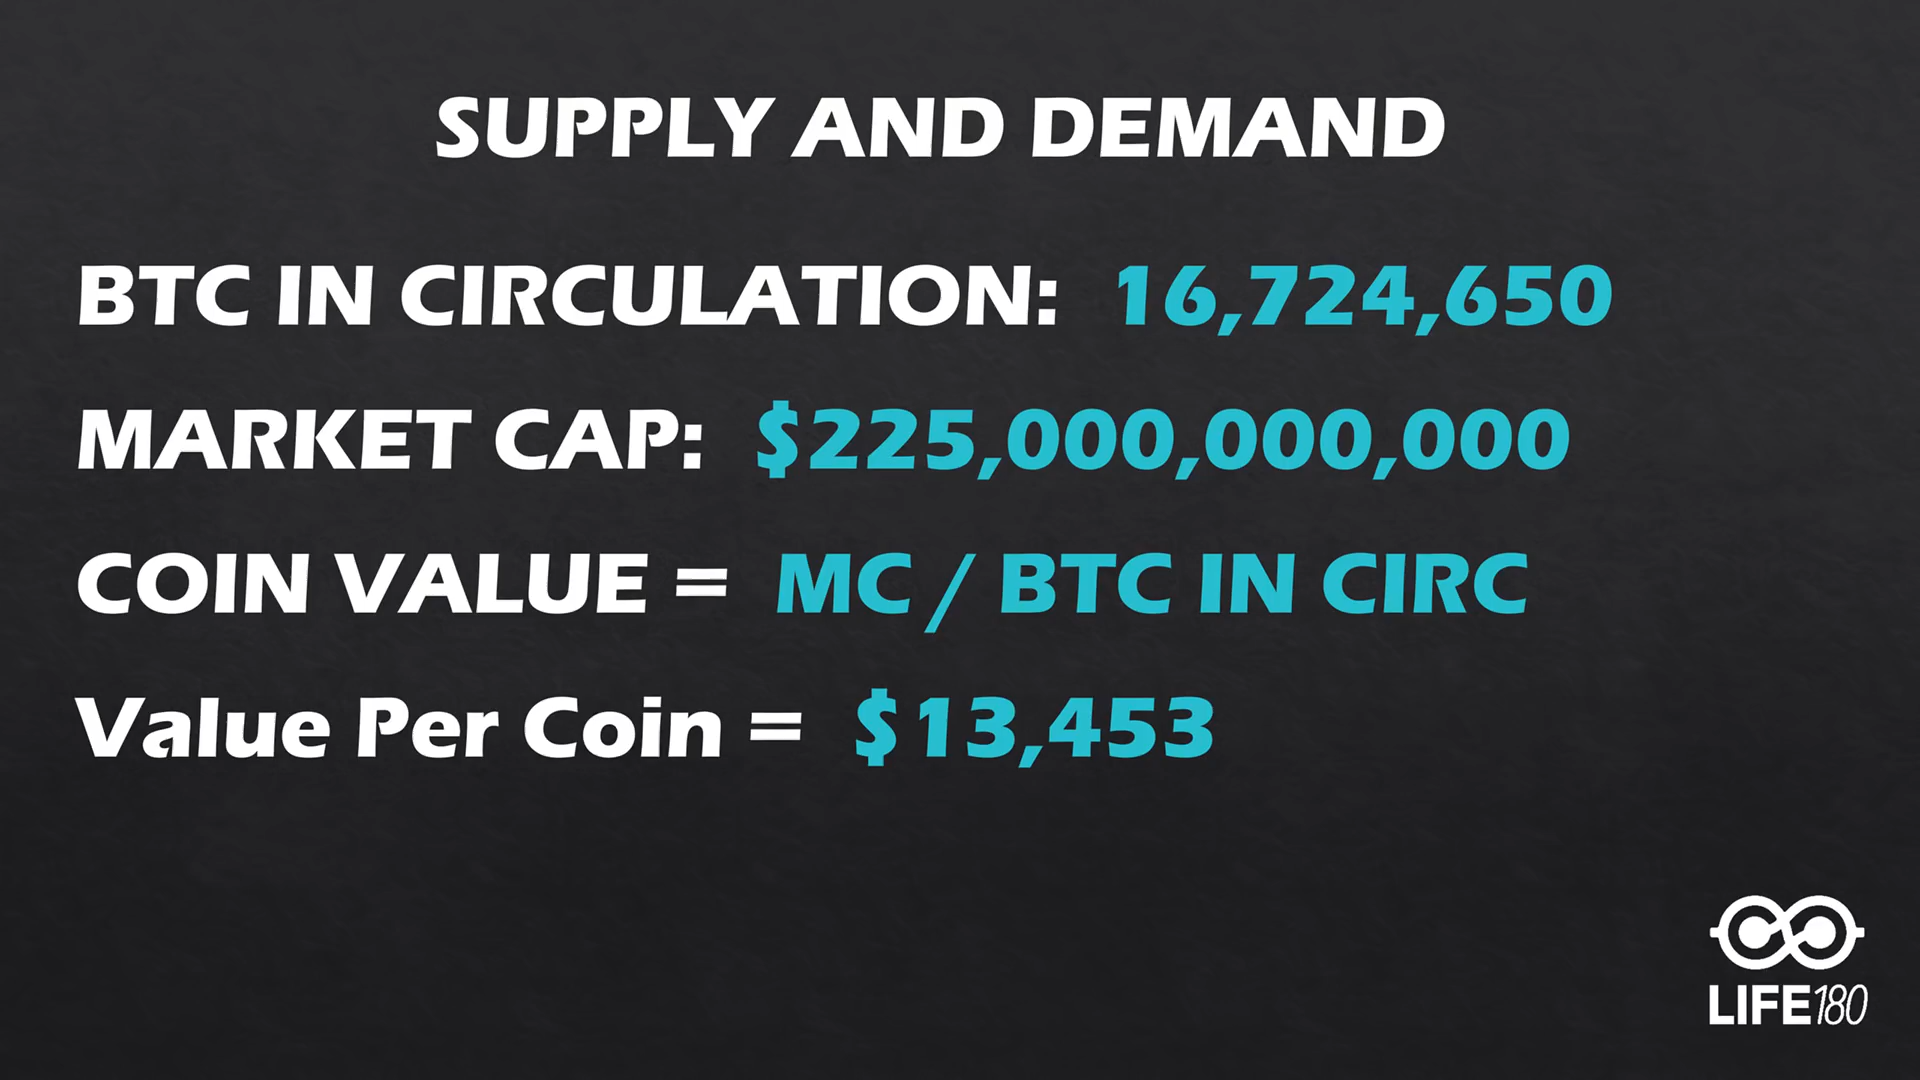 SUPPLY AND DEMAND
BTC IN CIRCULATION: 16,724,650
MARKET CAP: $225,000,000,000
COIN VALUE = MC / BTC IN CIRC
Value Per Coin = $13,453
LIFE180